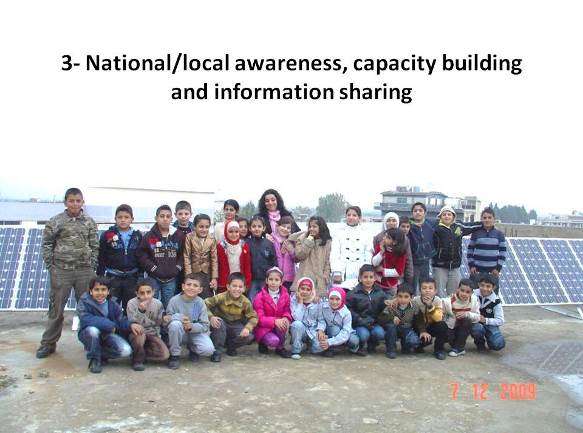 3- National/local awareness, capacity building
and information sharing
7 12 2009